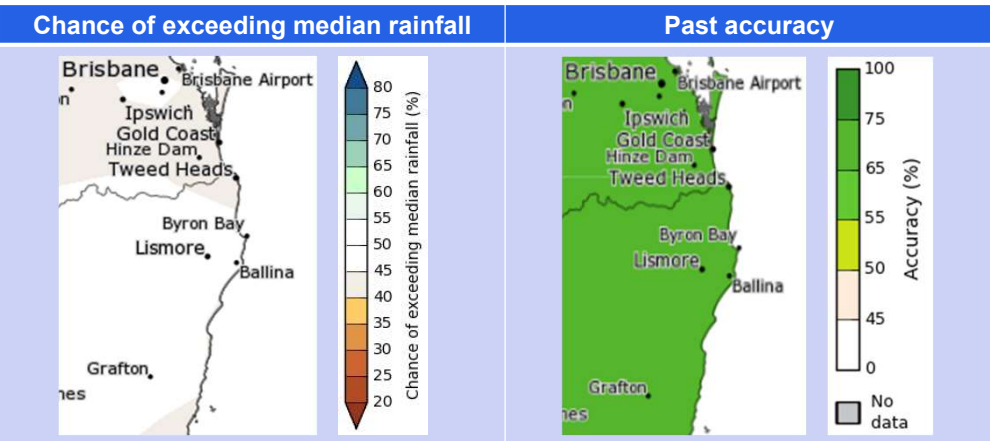 Chance of exceeding median rainfall
Past accuracy
Brisbane
Brisbane Airport
n
Ipswich
Gold Coast
Hinze Dam
Tweed Heads
Byron Bay
Lismore
Ballina
Grafton
nes
80
75
70
65
60
55
50
45
40
35
30
25
20
Chance of exceeding median rainfall (%)
Brisbane
Brisbane Airport
n
Ipswich
Gold Coast
Hinze Dam
Tweed Heads
Byron Bay
Lismore
Ballina
Grafton
nes
100
75
65
55
50
45
0
Accuracy (%)
No
data